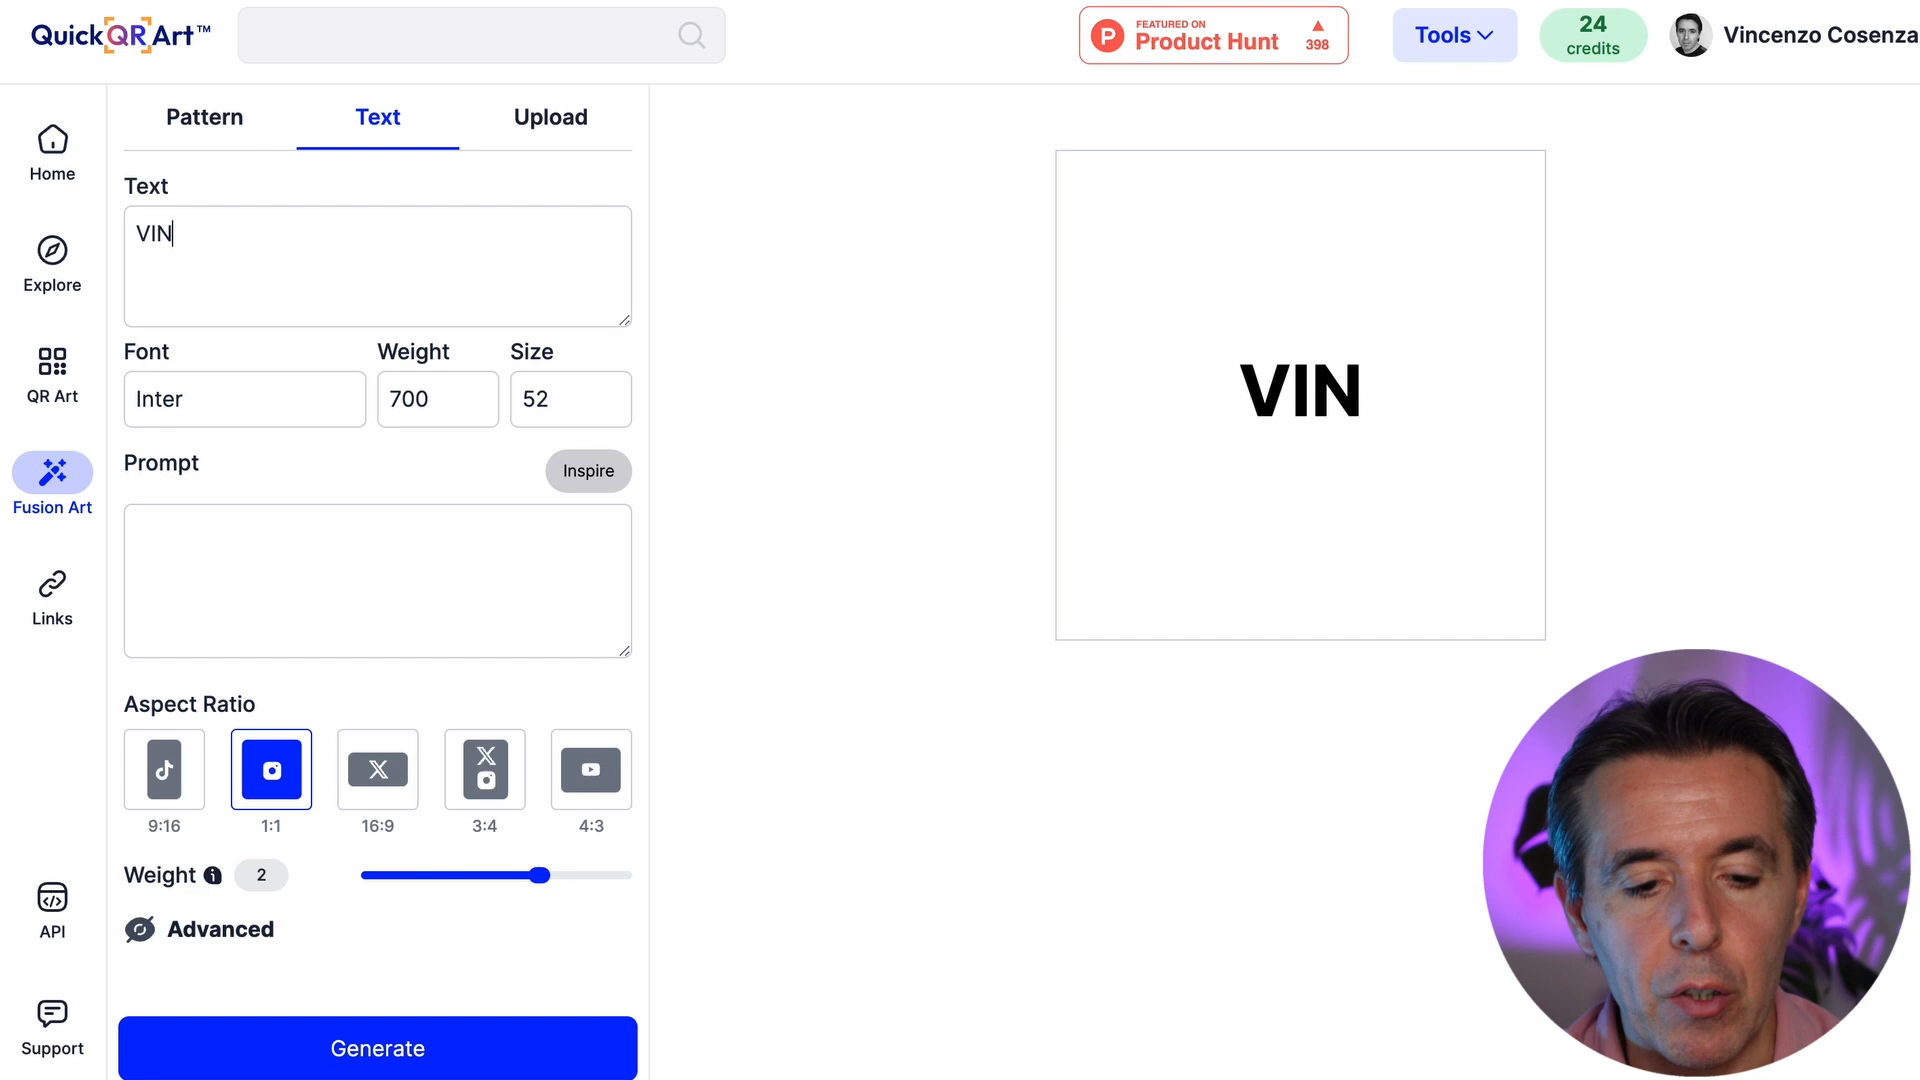 QuickQRArt™
FEATURED ON
Product Hunt
398
Tools
24
credits
Vincenzo Cosenza
Home
Explore
QR Art
Fusion Art
Links
API
Support
Pattern
Text
Upload
Text
VIN
Font
Weight
Size
Inter
700
52
Prompt
Inspire
Aspect Ratio
9:16
1:1
16:9
3:4
4:3
Weight
2
Advanced
Generate
VIN